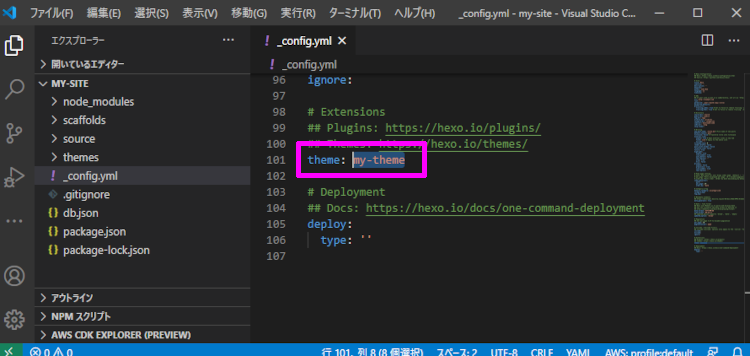 ファイル(F) 編集(E) 選択(S) 表示(V) 移動(G) 実行(R) ターミナル(T) ヘルプ(H) _config.yml - my-site - Visual Studio C...
エクスプローラー ...
開いているエディター
MY-SITE
node_modules
scaffolds
source
themes
! _config.yml
.gitignore
db.json
package.json
package-lock.json
アウトライン
NPM スクリプト
AWS CDK EXPLORER (PREVIEW)
! _config.yml ×
! _config.yml
96 ignore:
97
98 # Extensions
99 ## Plugins: https://hexo.io/plugins/
100 ## Themes: https://hexo.io/themes/
101 theme: my-theme
102
103 # Deployment
104 ## Docs: https://hexo.io/docs/one-command-deployment
105 deploy:
106 type: ''
107
0 0 行 101, 列 8 (8 個選択) スペース: 2 UTF-8 CRLF YAML AWS: profile:default